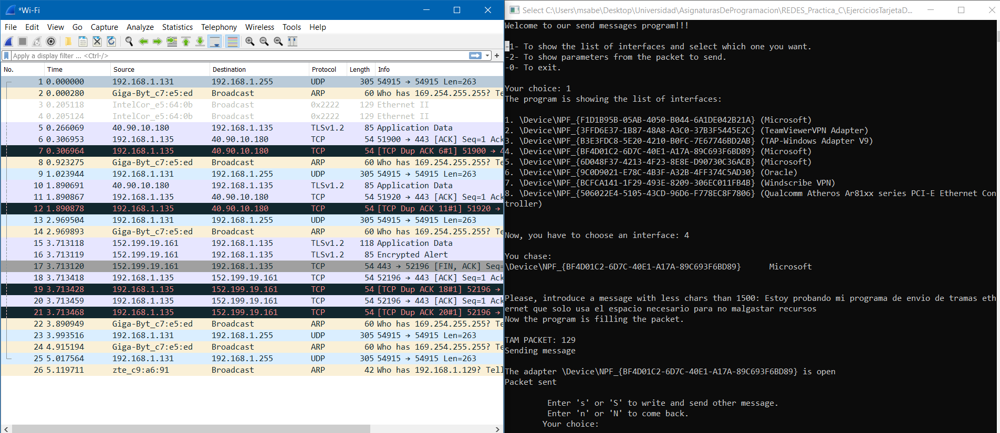 *Wi-Fi
File Edit View Go Capture Analyze Statistics Telephony Wireless Tools Help
Apply a display filter ... <Ctrl-/>
No. Time Source Destination Protocol Length Info
1 0.000000 192.168.1.131 192.168.1.255 UDP 305 54915 → 54915 Len=263
2 0.000280 Giga-Byt_c7:e5:ed Broadcast ARP 60 Who has 169.254.255.255? Te
3 0.205118 IntelCor_e5:64:0b Broadcast 0x2222 129 Ethernet II
4 0.205124 IntelCor_e5:64:0b Broadcast 0x2222 129 Ethernet II
5 0.266069 40.90.10.180 192.168.1.135 TLSv1.2 85 Application Data
6 0.306953 192.168.1.135 40.90.10.180 TCP 54 51900 → 443 [ACK] Seq=1 Ack
7 0.306964 192.168.1.135 40.90.10.180 TCP 54 [TCP Dup ACK 6#1] 51900 → 4
8 0.923275 Giga-Byt_c7:e5:ed Broadcast ARP 60 Who has 169.254.255.255? Te
9 1.023944 192.168.1.131 192.168.1.255 UDP 305 54915 → 54915 Len=263
10 1.890691 40.90.10.180 192.168.1.135 TLSv1.2 85 Application Data
11 1.890867 192.168.1.135 40.90.10.180 TCP 54 51920 → 443 [ACK] Seq=1 Ack
12 1.890878 192.168.1.135 40.90.10.180 TCP 54 [TCP Dup ACK 11#1] 51920 →
13 2.969504 192.168.1.131 192.168.1.255 UDP 305 54915 → 54915 Len=263
14 2.969893 Giga-Byt_c7:e5:ed Broadcast ARP 60 Who has 169.254.255.255? Te
15 3.713118 152.199.19.161 192.168.1.135 TLSv1.2 118 Application Data
16 3.713119 152.199.19.161 192.168.1.135 TLSv1.2 85 Encrypted Alert
17 3.713120 152.199.19.161 192.168.1.135 TCP 54 443 → 52196 [FIN, ACK] Seq=
18 3.713418 192.168.1.135 152.199.19.161 TCP 54 52196 → 443 [ACK] Seq=1 Ack
19 3.713428 192.168.1.135 152.199.19.161 TCP 54 [TCP Dup ACK 18#1] 52196 →
20 3.713459 192.168.1.135 152.199.19.161 TCP 54 52196 → 443 [ACK] Seq=1 Ack
21 3.713468 192.168.1.135 152.199.19.161 TCP 54 [TCP Dup ACK 20#1] 52196 →
22 3.890949 Giga-Byt_c7:e5:ed Broadcast ARP 60 Who has 169.254.255.255? Te
23 3.993516 192.168.1.131 192.168.1.255 UDP 305 54915 → 54915 Len=263
24 4.915194 Giga-Byt_c7:e5:ed Broadcast ARP 60 Who has 169.254.255.255? Te
25 5.017564 192.168.1.131 192.168.1.255 UDP 305 54915 → 54915 Len=263
26 5.119711 zte_c9:a6:91 Broadcast ARP 42 Who has 192.168.1.129? Tell
Select C:\Users\msabe\Desktop\Universidad\AsignaturasDeProgramacion\REDES_Practica_C\EjerciciosTarjetaD...
Welcome to our send messages program!!!
-1- To show the list of interfaces and select which one you want.
-2- To show parameters from the packet to send.
-0- To exit.
Your choice: 1
The program is showing the list of interfaces:
1. \Device\NPF_{F1D1B95B-05AB-4050-B044-6A1DE042B21A} (Microsoft)
2. \Device\NPF_{3FFD6E37-1B87-48A8-A3C0-37B3F5445E2C} (TeamViewerVPN Adapter)
3. \Device\NPF_{B3E3FDC8-5E20-4210-B0FC-7E67746BD2AB} (TAP-Windows Adapter V9)
4. \Device\NPF_{BF4D01C2-6D7C-40E1-A17A-89C693F6BD89} (Microsoft)
5. \Device\NPF_{6D048F37-4213-4F23-8E8E-D90730C36ACB} (Microsoft)
6. \Device\NPF_{9C0D9021-E78C-4B3F-A32B-4FF374C5AD30} (Oracle)
7. \Device\NPF_{BCFCA141-1F29-493E-8209-306EC011FB4B} (Windscribe VPN)
8. \Device\NPF_{506022E4-5105-43CD-96D6-F778EC8F7806} (Qualcomm Atheros Ar81xx series PCI-E Ethernet Con
troller)
Now, you have to choose an interface: 4
You chase:
\Device\NPF_{BF4D01C2-6D7C-40E1-A17A-89C693F6BD89} Microsoft
Please, introduce a message with less chars than 1500: Estoy probando mi programa de envio de tramas eth
ernet que solo usa el espacio necesario para no malgastar recursos
Now the program is filling the packet.
TAM PACKET: 129
Sending message
The adapter \Device\NPF_{BF4D01C2-6D7C-40E1-A17A-89C693F6BD89} is open
Packet sent
Enter 's' or 'S' to write and send other message.
Enter 'n' or 'N' to come back.
Your choice: